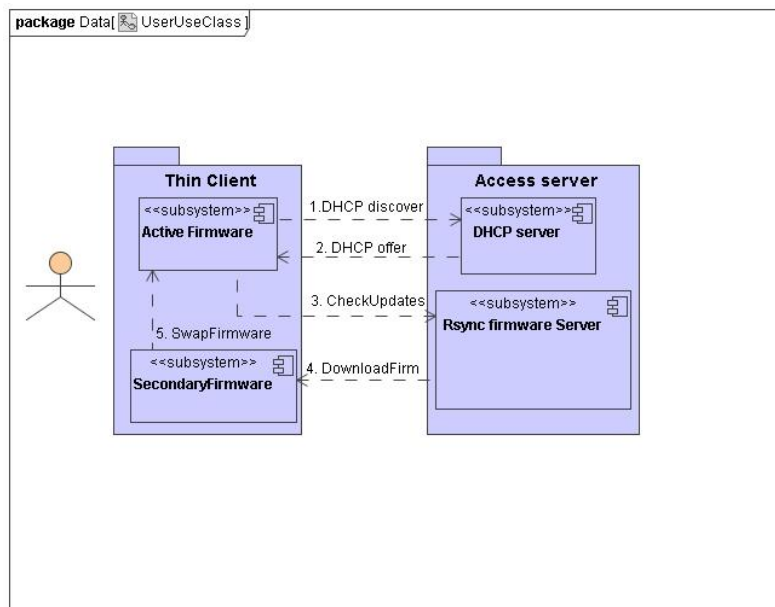 package Data[ UserUseClass ]
Thin Client
Access server
<<subsystem>>
Active Firmware
1.DHCP discover
<<subsystem>>
DHCP server
2. DHCP offer
3. CheckUpdates
<<subsystem>>
Rsync firmware Server
5. SwapFirmware
<<subsystem>>
SecondaryFirmware
4. DownloadFirm